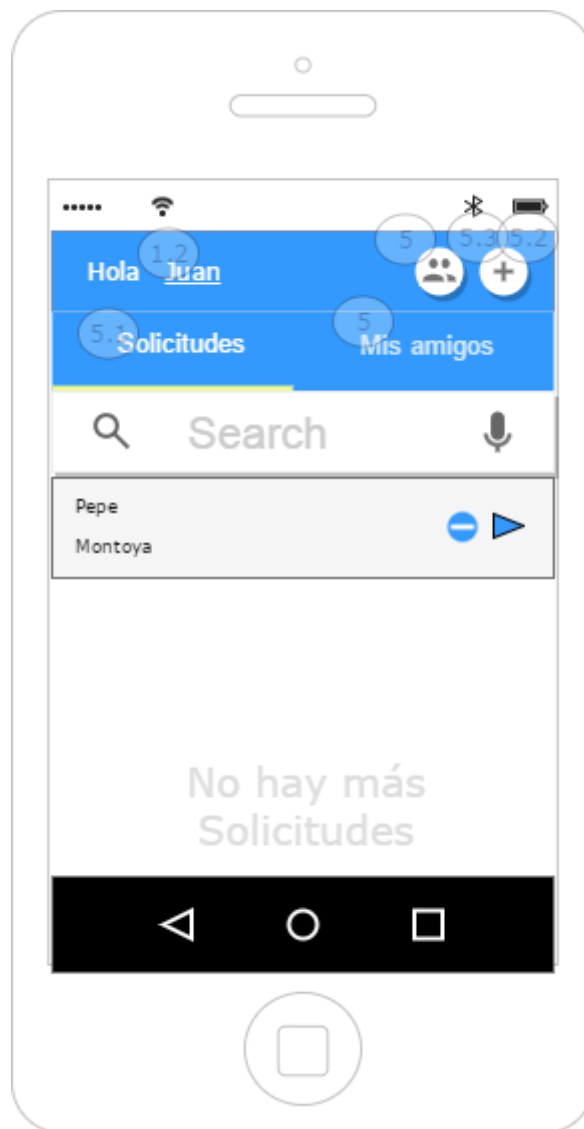 5 5.3 5.2
1.2
Hola Juan
5.1 5
Solicitudes Mis amigos
Search
Pepe
Montoya
No hay más
Solicitudes